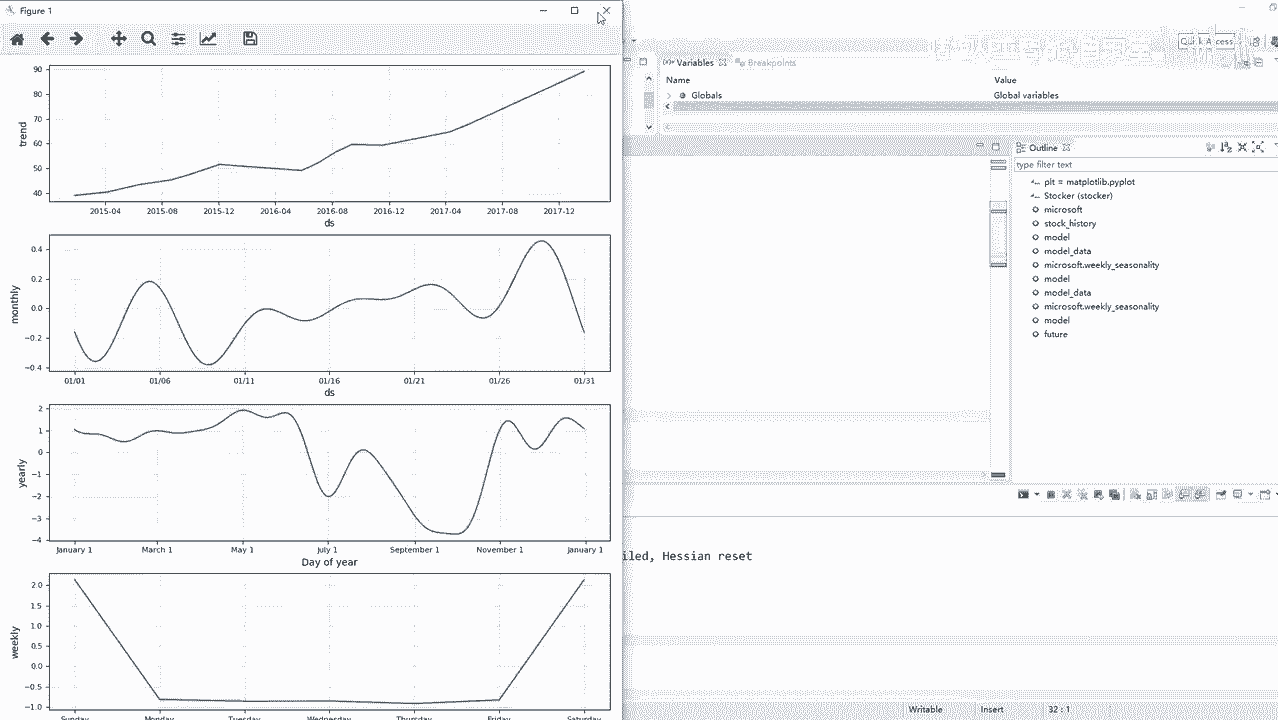 Figure 1
90
80
70
60
50
40
trend
2015-04 2015-08 2015-12 2016-04 2016-08 2016-12 2017-04 2017-08 2017-12
ds
0.4
0.2
0.0
−0.2
−0.4
monthly
01/01 01/06 01/11 01/16 01/21 01/26 01/31
ds
2
1
0
−1
−2
−3
−4
yearly
January 1 March 1 May 1 July 1 September 1 November 1 January 1
Day of year
2.0
1.5
1.0
0.5
0.0
−0.5
−1.0
weekly
Sunday Monday Tuesday Wednesday Thursday Friday Saturday
Variables Breakpoints
Name Value
Globals Global variables
Outline
type filter text
plt = matplotlib.pyplot
Stocker (stocker)
microsoft
stock_history
model
model_data
microsoft.weekly_seasonality
model
model_data
microsoft.weekly_seasonality
model
future
iled, Hessian reset
Writable Insert 32 : 1